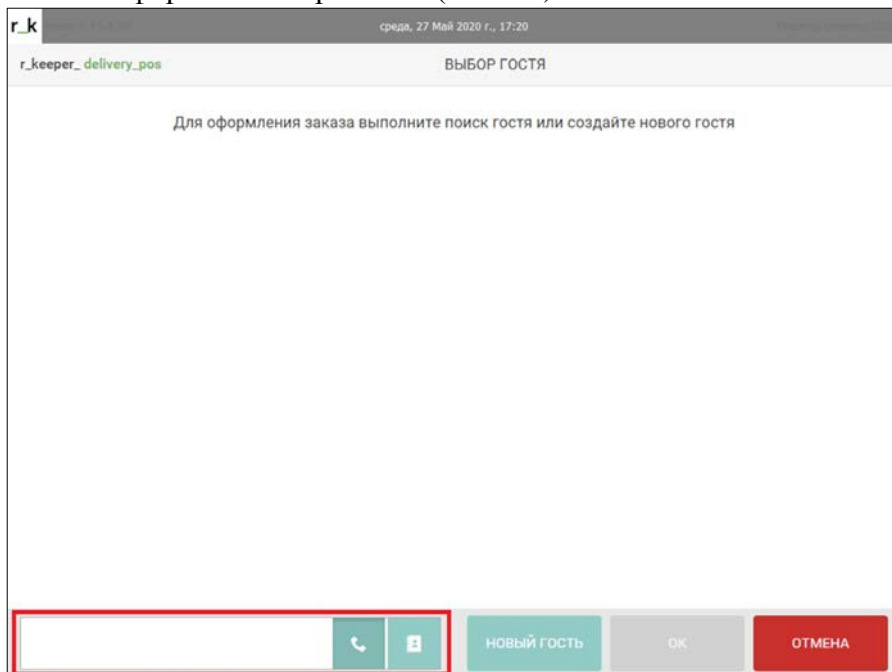 r_k
среда, 27 Май 2020 г., 17:20
r_keeper_ delivery_pos
ВЫБОР ГОСТЯ
Для оформления заказа выполните поиск гостя или создайте нового гостя
НОВЫЙ ГОСТЬ
ОК
ОТМЕНА